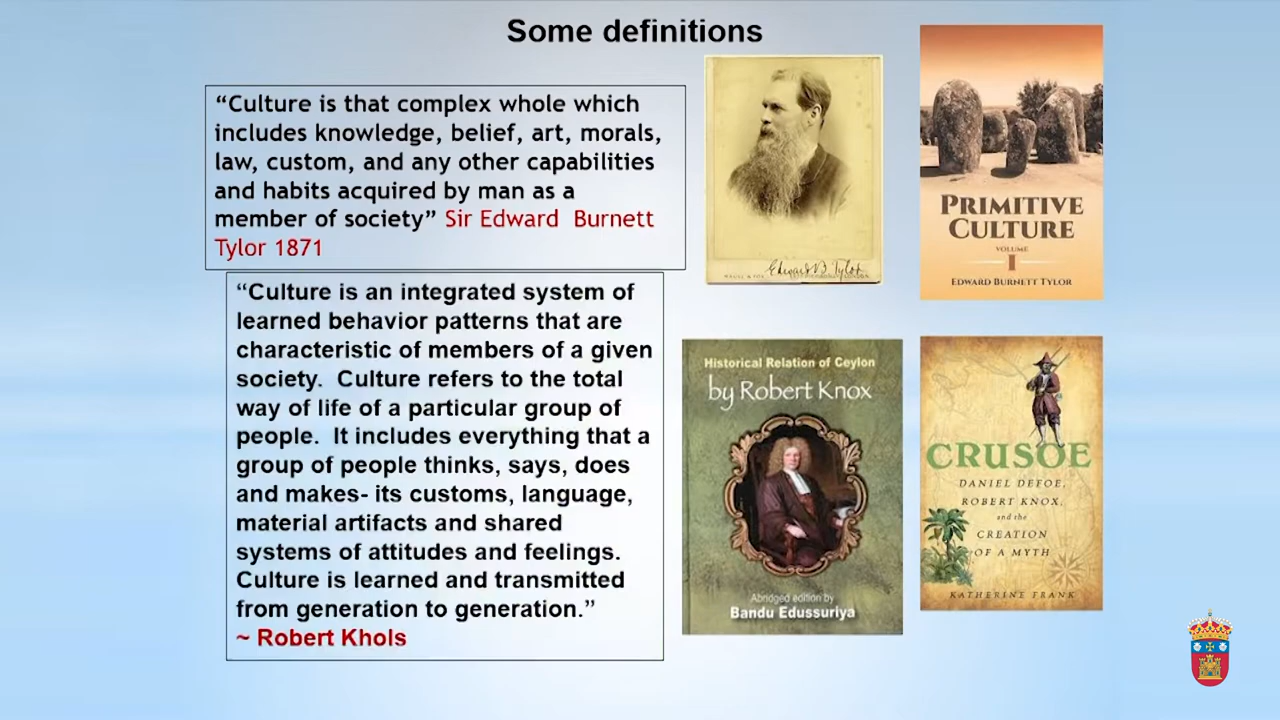 Some definitions
“Culture is that complex whole which
includes knowledge, belief, art, morals,
law, custom, and any other capabilities
and habits acquired by man as a
member of society” Sir Edward Burnett
Tylor 1871
“Culture is an integrated system of
learned behavior patterns that are
characteristic of members of a given
society. Culture refers to the total
way of life of a particular group of
people. It includes everything that a
group of people thinks, says, does
and makes- its customs, language,
material artifacts and shared
systems of attitudes and feelings.
Culture is learned and transmitted
from generation to generation.”
~ Robert Khols
Edward B. Tylor
PRIMITIVE
CULTURE
VOLUME
I
EDWARD BURNETT TYLOR
Historical Relation of Ceylon
by Robert Knox
Abridged edition by
Bandu Edussuriya
CRUSOE
DANIEL DEFOE,
ROBERT KNOX,
and the
CREATION
OF A MYTH
KATHERINE FRANK